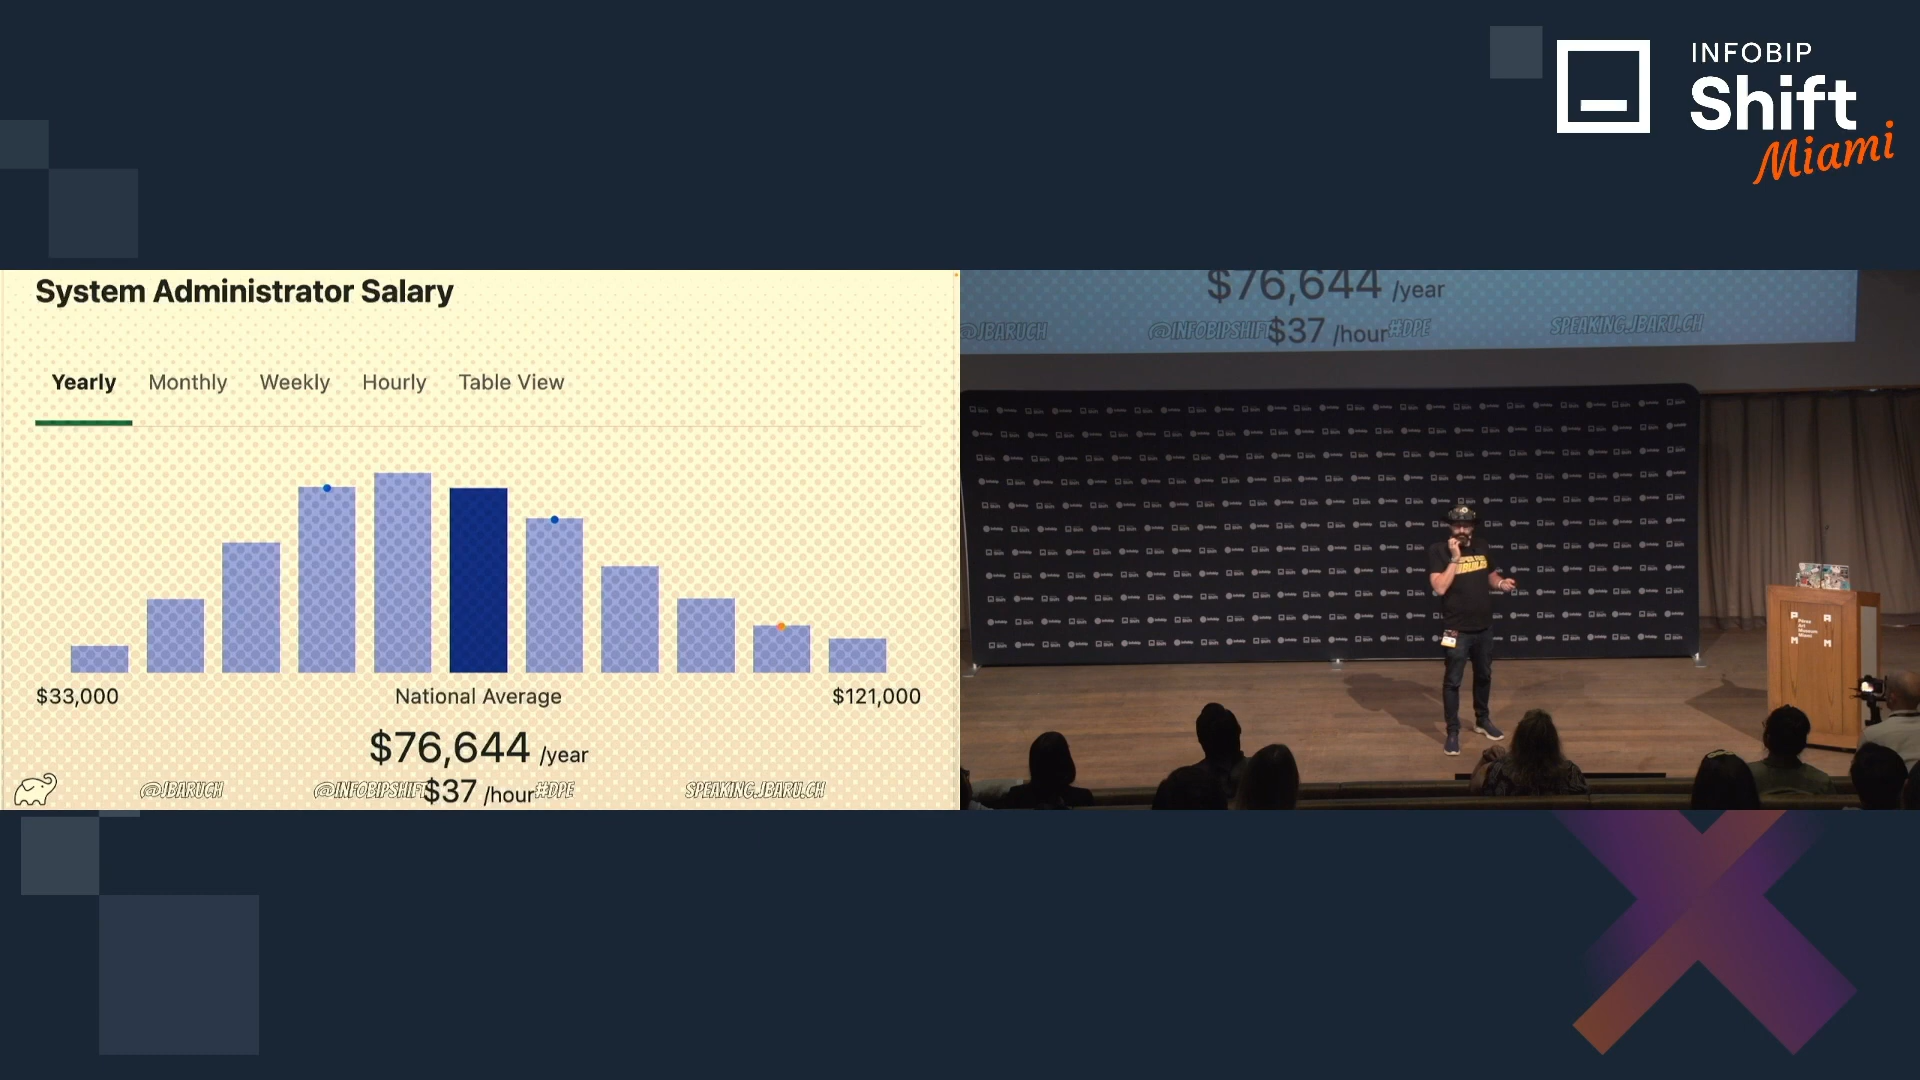 INFOBIP
Shift
Miami
System Administrator Salary
Yearly Monthly Weekly Hourly Table View
$33,000 National Average $121,000
$76,644 /year
@JBARUCH @INFOBIPSHIFT $37 /hour #DPE SPEAKING.JBARU.CH
$76,644 /year
@JBARUCH @INFOBIPSHIFT $37 /hour #DPE SPEAKING.JBARU.CH